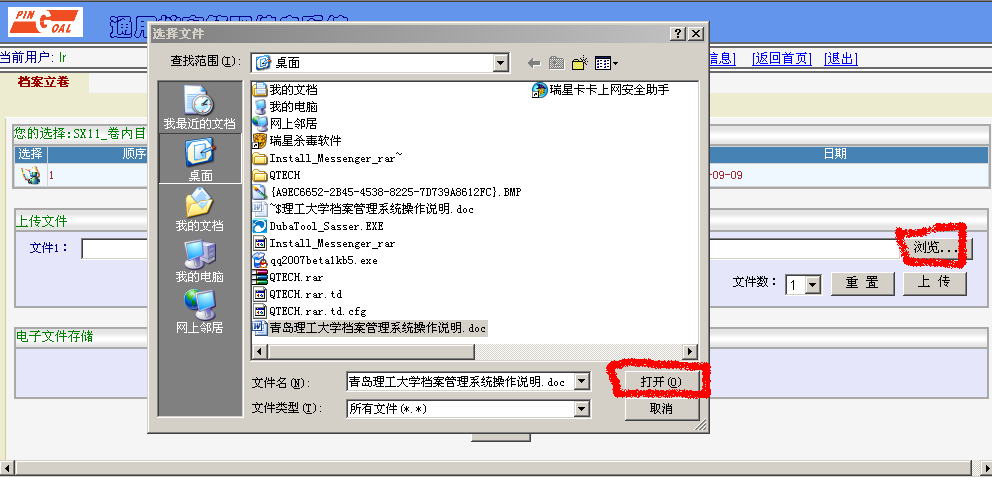 PIN GOAL
选择文件
当前用户: lr
信息] [返回首页] [退出]
查找范围(I): 桌面
档案立卷
我最近的文档
桌面
我的文档
我的电脑
网上邻居
我的文档
我的电脑
网上邻居
瑞星杀毒软件
Install_Messenger_rar~
QTECH
{A9EC6652-2B45-4538-8225-7D739A8612FC}.BMP
~$理工大学档案管理系统操作说明.doc
DubaTool_Sasser.EXE
Install_Messenger_rar
qq2007beta1kb5.exe
QTECH.rar
QTECH.rar.td
QTECH.rar.td.cfg
青岛理工大学档案管理系统操作说明.doc
瑞星卡卡上网安全助手
您的选择:SX11_卷内目
选择 顺序 日期
1 -09-09
上传文件
文件1: 浏览...
文件数: 1 重 置 上 传
电子文件存储
文件名(N): 青岛理工大学档案管理系统操作说明.doc 打开(O)
文件类型(T): 所有文件(*.*) 取消